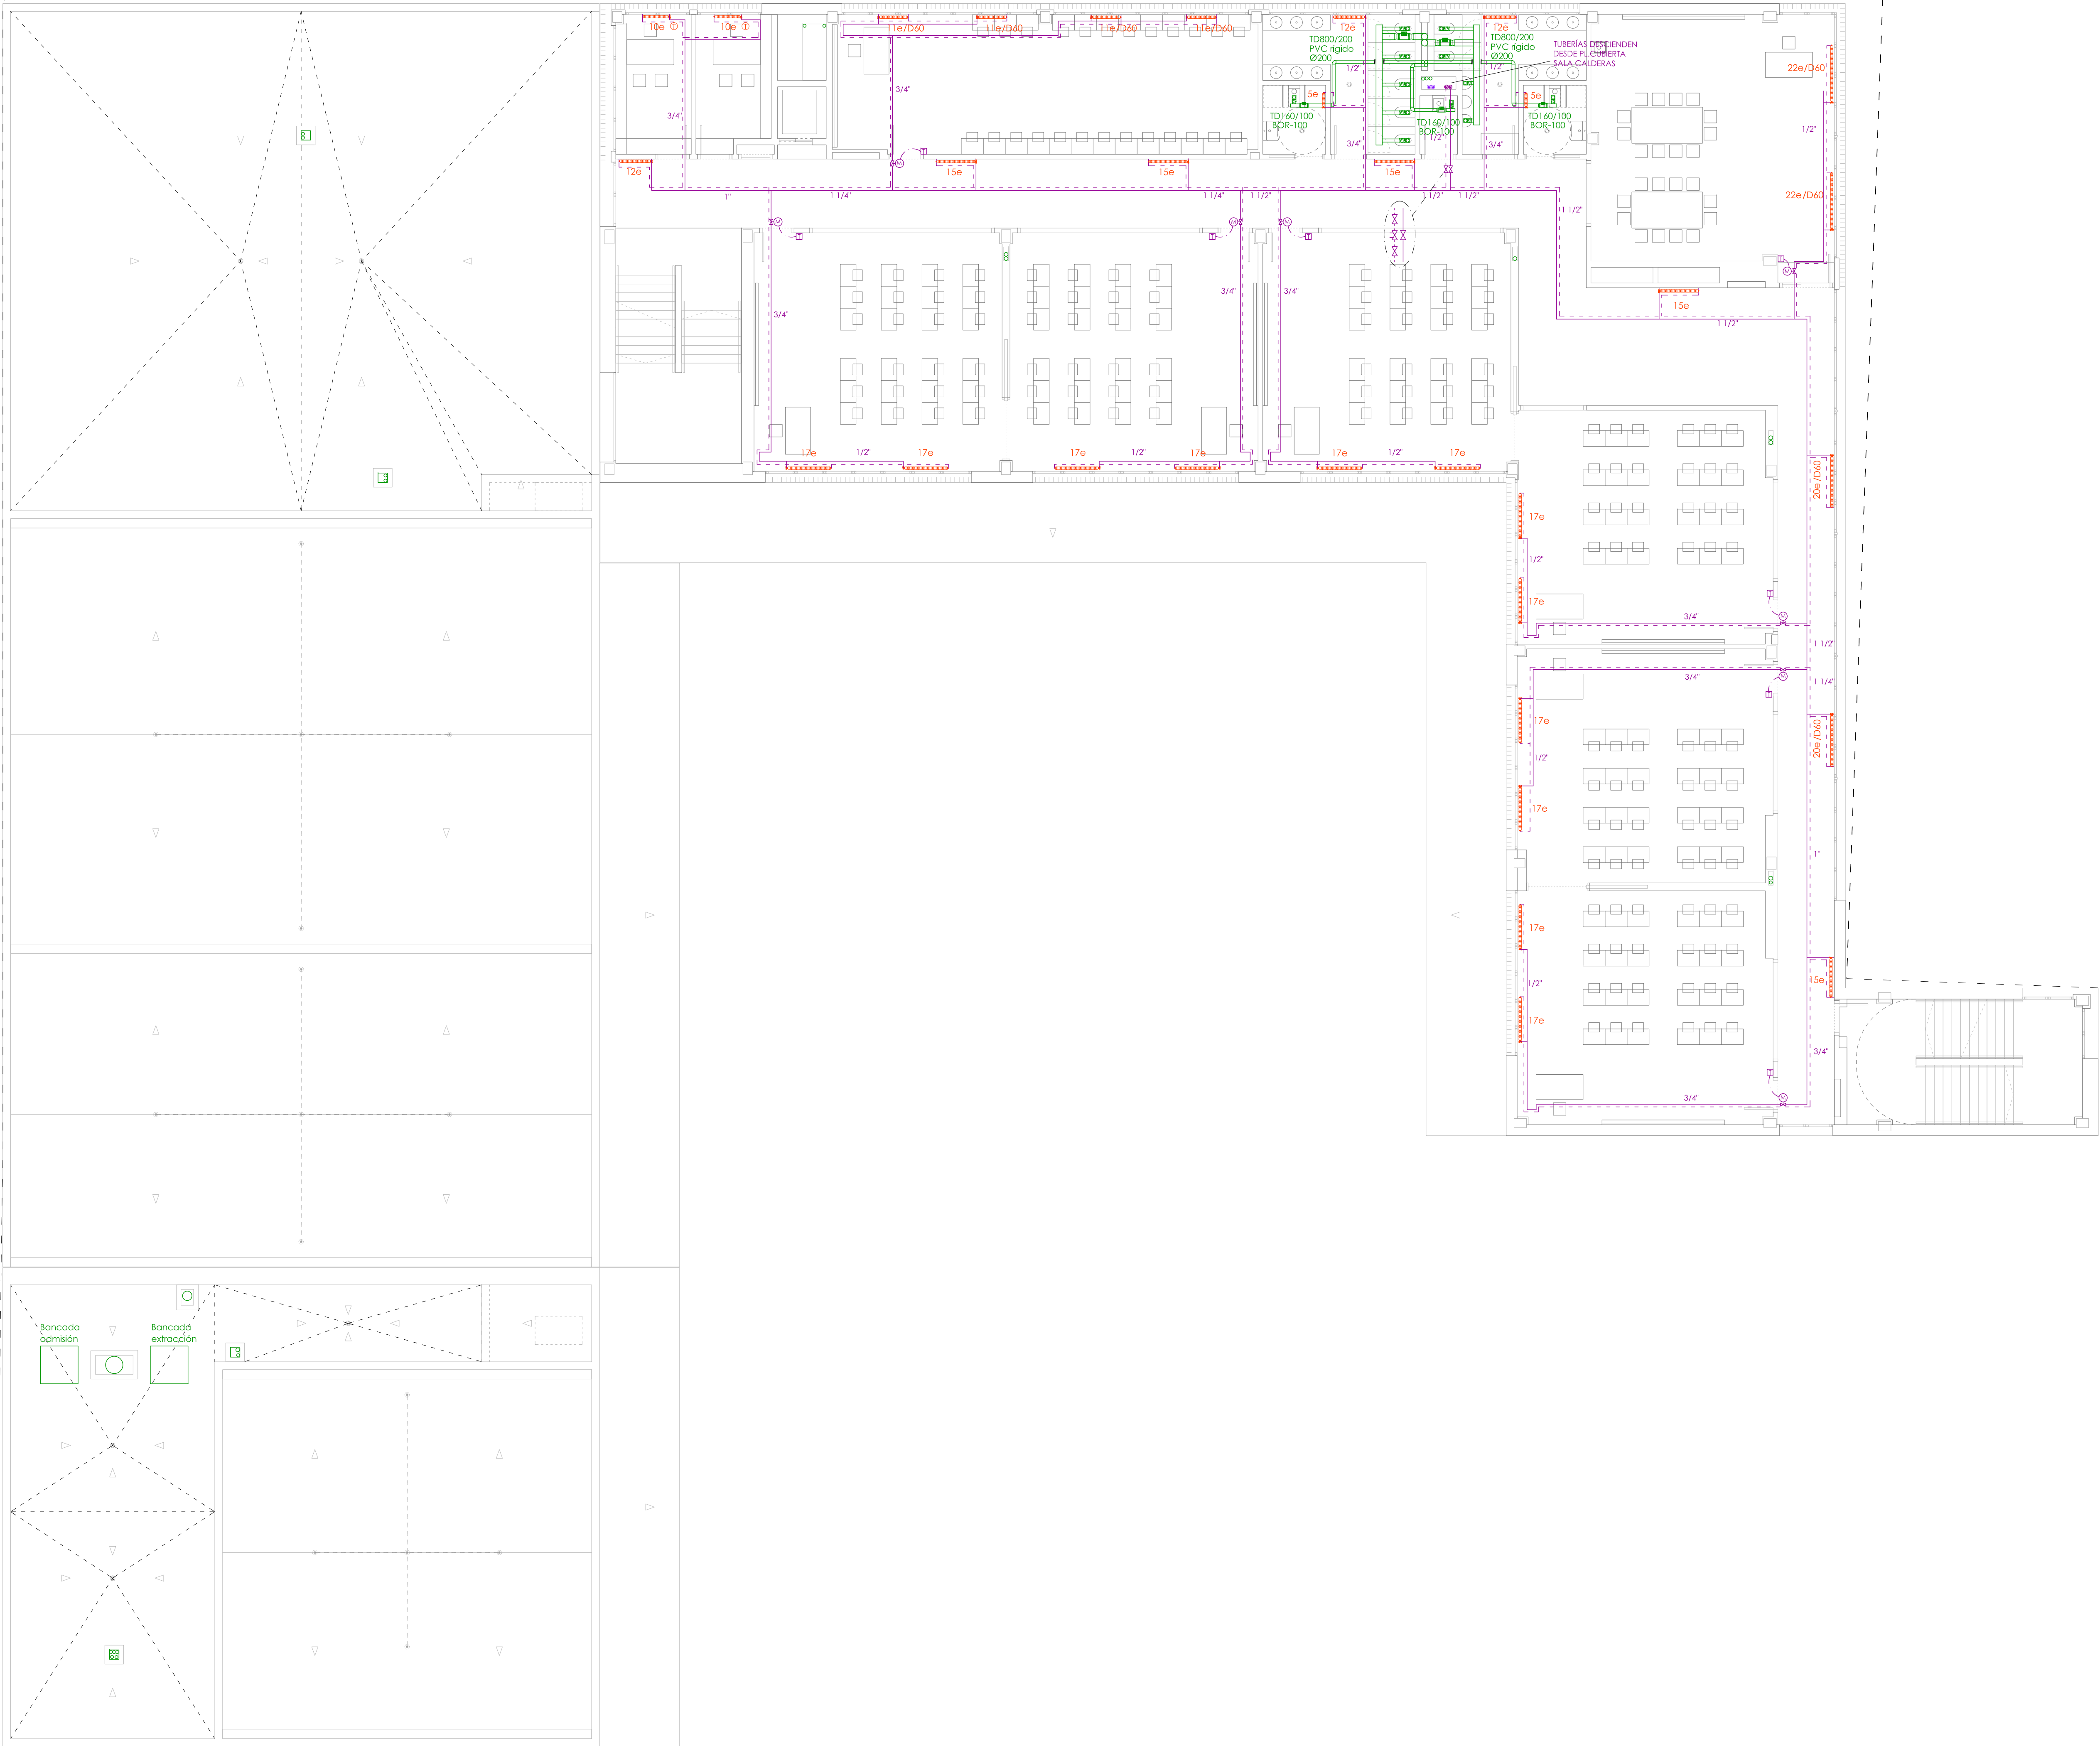 10e
10e
11e/D60
11e/D60
11e/D60
11e/D60
12e
TD800/200
PVC rígido
Ø200
12e
TD800/200
PVC rígido
Ø200
TUBERÍAS DESCIENDEN
DESDE PL.CUBIERTA
SALA CALDERAS
22e/D60
1/2"
1/2"
3/4"
3/4"
5e
5e
TD160/100
BOR-100
TD160/100
BOR-100
TD160/100
BOR-100
1/2"
1 1/2"
3/4"
3/4"
M
T
12e
15e
15e
15e
22e/D60
1"
1 1/4"
1 1/4"
1 1/2"
1 1/2"
1 1/2"
1 1/2"
M
T
M
T
M
T
T
M
3/4"
3/4"
3/4"
15e
1 1/2"
17e
1/2"
17e
17e
1/2"
17e
17e
1/2"
17e
20e/D60
17e
1/2"
17e
T
3/4"
M
1 1/2"
3/4"
M
T
1 1/4"
17e
20e/D60
1/2"
17e
1"
17e
1/2"
15e
17e
3/4"
T
3/4"
M
Bancada
admisión
Bancada
extracción